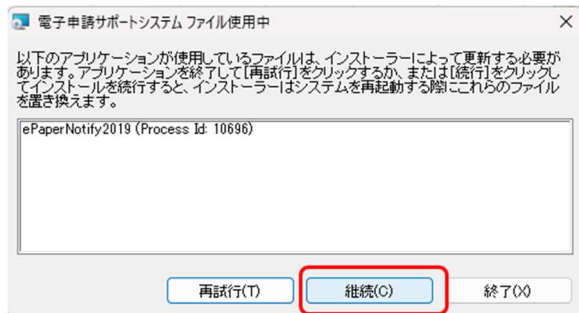 電子申請サポートシステム ファイル使用中
以下のアプリケーションが使用しているファイルは、インストーラーによって更新する必要が
あります。アプリケーションを終了して[再試行]をクリックするか、または[続行]をクリックし
てインストールを続行すると、インストーラーはシステムを再起動する際にこれらのファイル
を置き換えます。
ePaperNotify2019 (Process Id: 10696)
再試行(T) 継続(C) 終了(X)